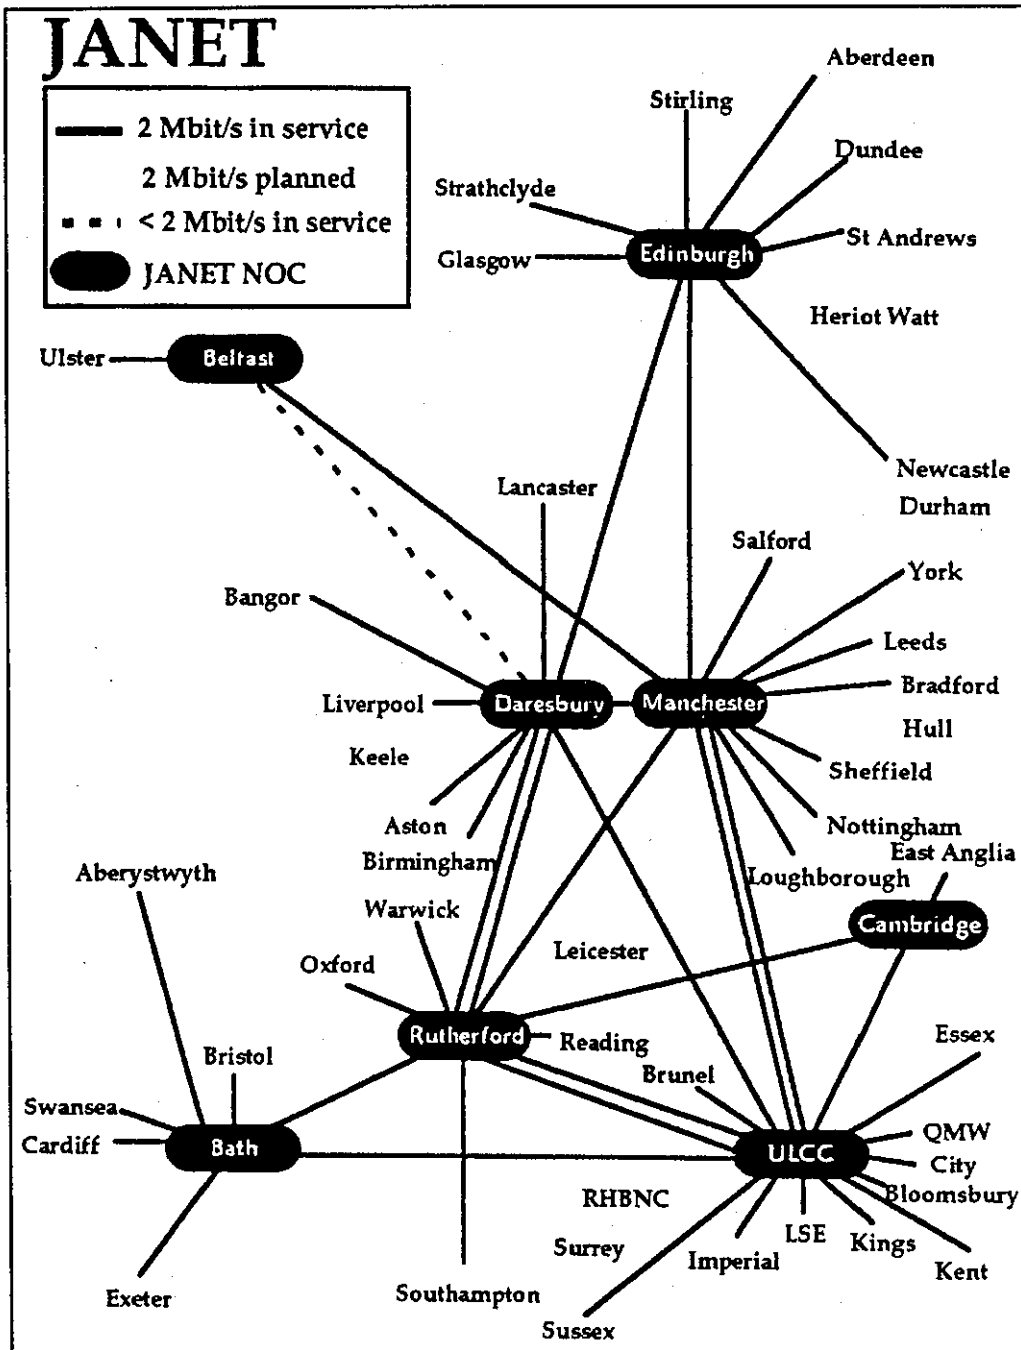 JANET
2 Mbit/s in service
2 Mbit/s planned
< 2 Mbit/s in service
JANET NOC
Aberdeen
Stirling
Dundee
Strathclyde
St Andrews
Edinburgh
Glasgow
Heriot Watt
Ulster
Belfast
Newcastle
Lancaster
Durham
Salford
York
Bangor
Leeds
Bradford
Liverpool
Daresbury
Manchester
Hull
Keele
Sheffield
Aston
Nottingham
Birmingham
East Anglia
Aberystwyth
Loughborough
Warwick
Cambridge
Leicester
Oxford
Rutherford
Reading
Essex
Bristol
Brunel
Swansea
QMW
Cardiff
Bath
ULCC
City
Bloomsbury
RHBNC
LSE
Kings
Surrey
Imperial
Kent
Exeter
Southampton
Sussex